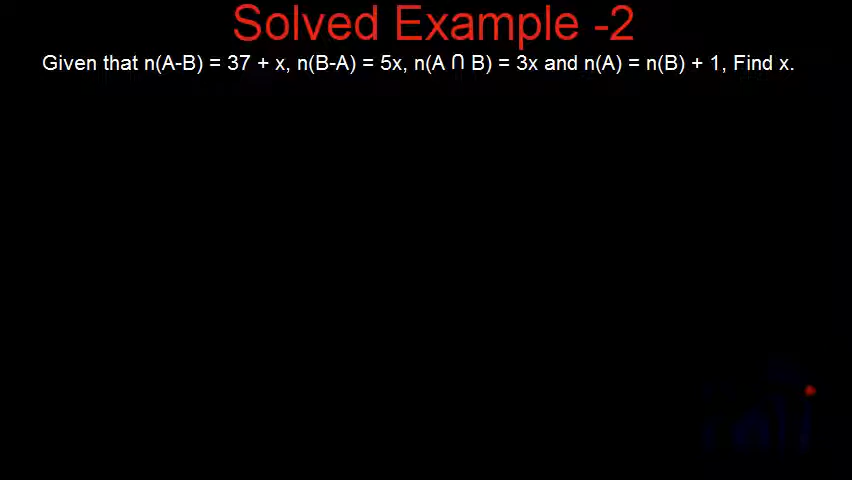 Solved Example -2
Given that n(A-B) = 37 + x, n(B-A) = 5x, n(A ∩ B) = 3x and n(A) = n(B) + 1, Find x.